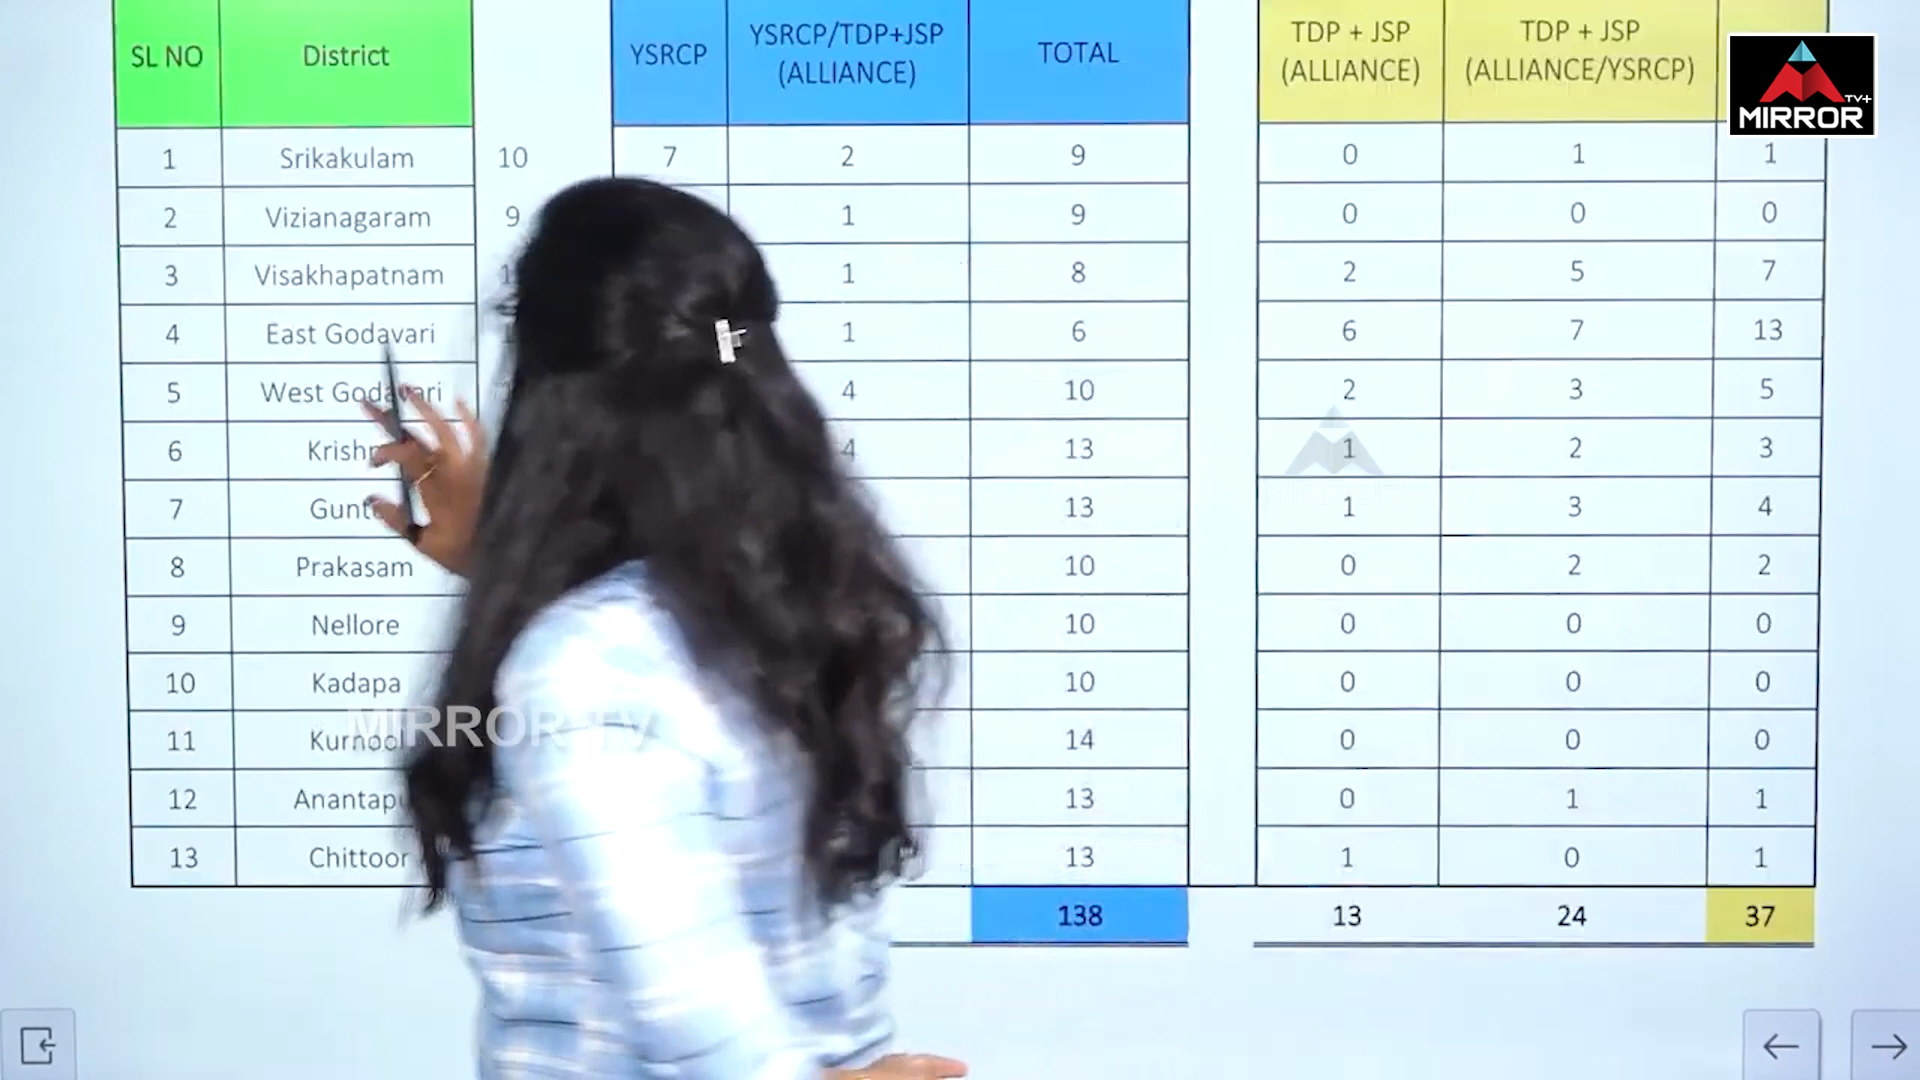 SL NO District YSRCP YSRCP/TDP+JSP (ALLIANCE) TOTAL TDP + JSP (ALLIANCE) TDP + JSP (ALLIANCE/YSRCP)
TV+
MIRROR
1 Srikakulam 10 7 2 9 0 1 1
2 Vizianagaram 9 1 9 0 0 0
3 Visakhapatnam 1 8 2 5 7
4 East Godavari 1 6 6 7 13
5 West Godavari 4 10 2 3 5
6 4 13 1 2 3
7 13 1 3 4
8 Prakasam 10 0 2 2
9 Nellore 10 0 0 0
10 Kadapa 10 0 0 0
MIRROR TV
11 Kurnool 14 0 0 0
12 13 0 1 1
13 Chittoor 13 1 0 1
138 13 24 37